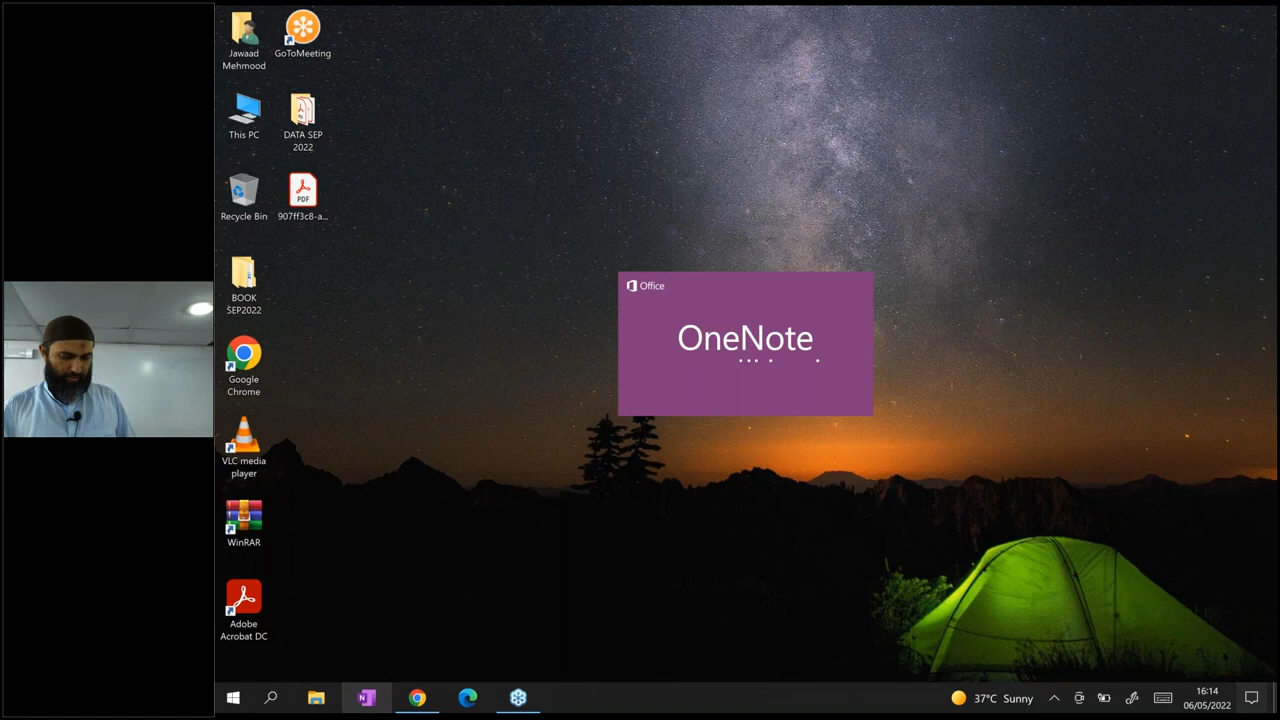 Jawaad
Mehmood
GoToMeeting
This PC
DATA SEP
2022
Recycle Bin
PDF
907ff3c8-a...
BOOK
SEP2022
Google
Chrome
VLC media
player
WinRAR
Adobe
Acrobat DC
Office
OneNote
N
37°C Sunny
16:14
06/05/2022